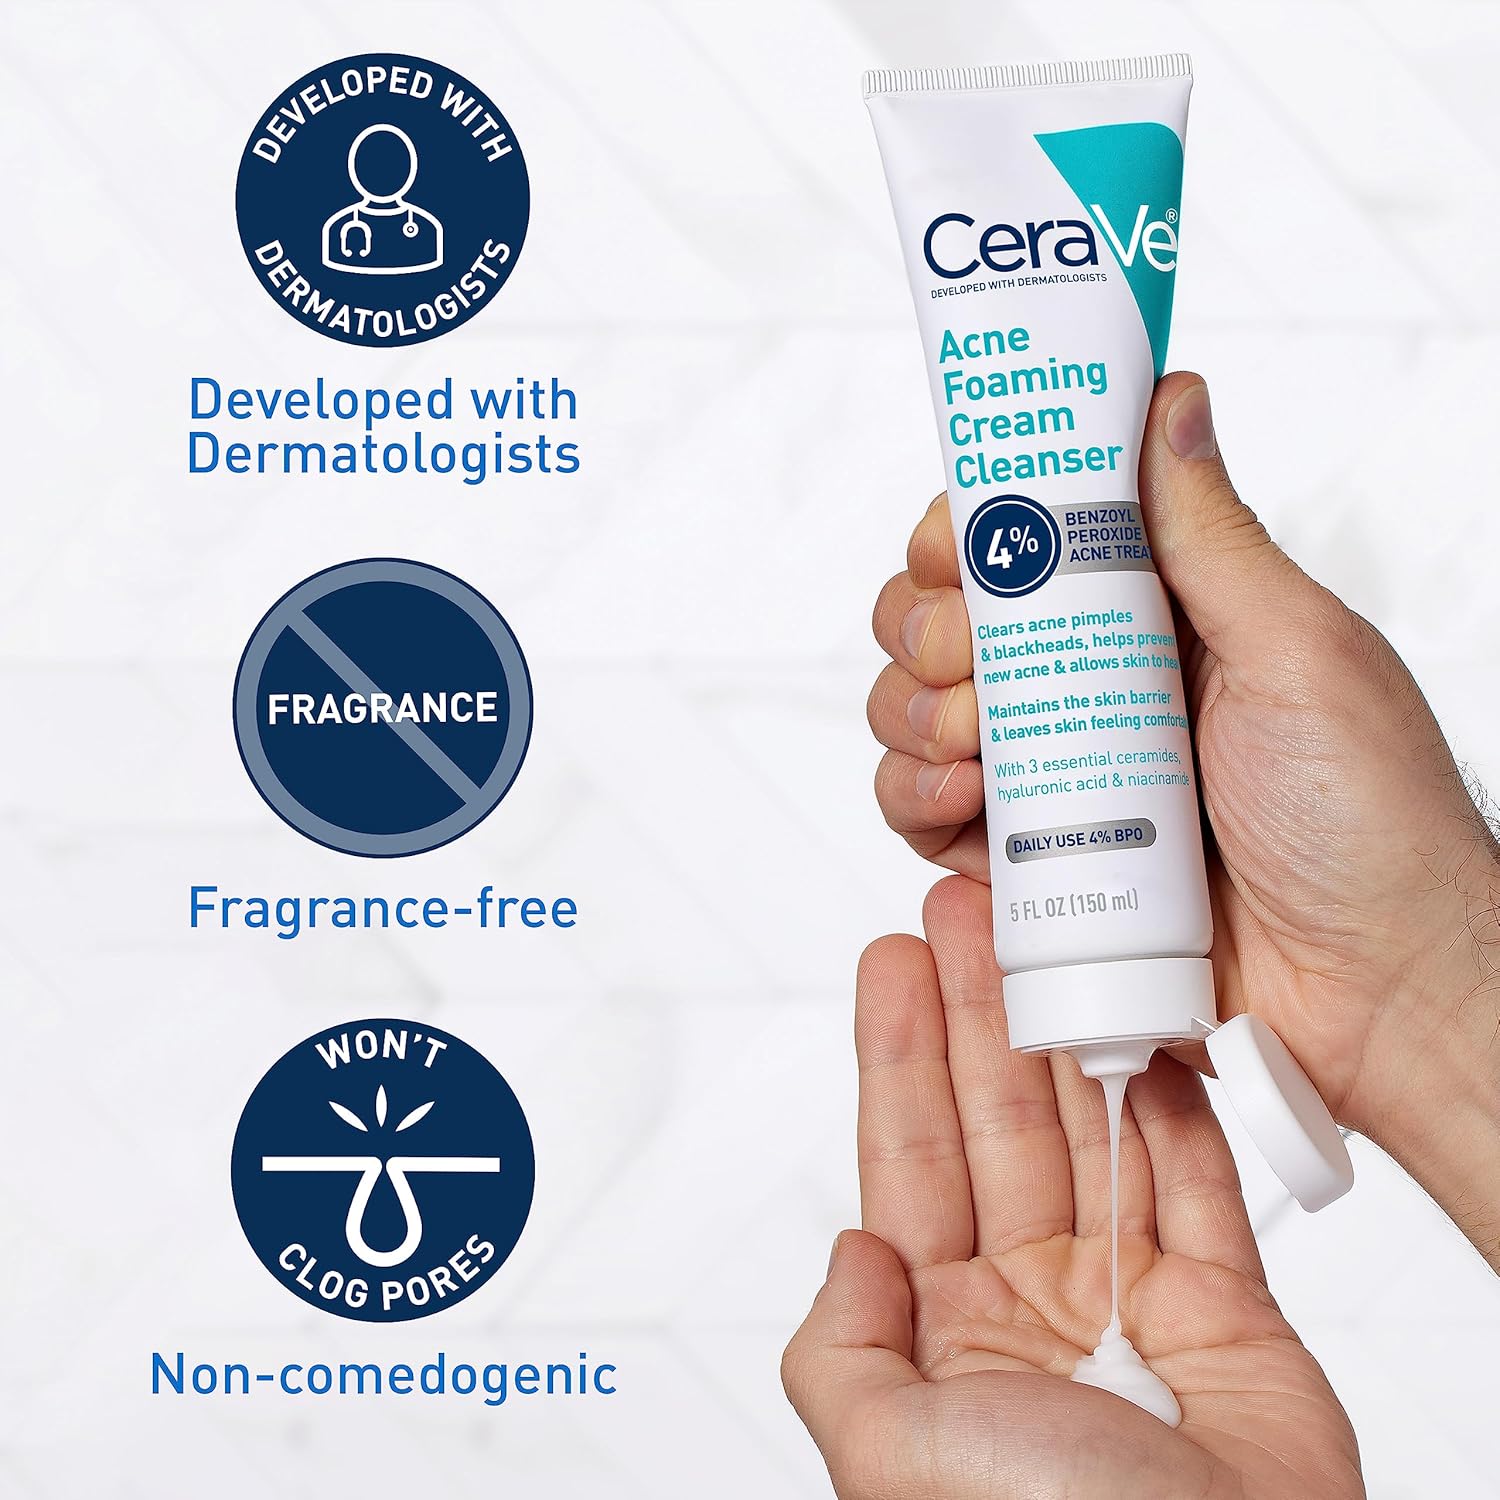 DEVELOPED WITH
DERMATOLOGISTS
Developed with
Dermatologists
FRAGRANCE
Fragrance-free
WON'T
CLOG PORES
Non-comedogenic
CeraVe®
DEVELOPED WITH DERMATOLOGISTS
Acne
Foaming
Cream
Cleanser
4%
BENZOYL
PEROXIDE
ACNE
Clears acne pimples
& blackheads, helps prevent
new acne & allows skin to
Maintains the skin barrier
& leaves skin feeling
With 3 essential ceramides,
hyaluronic acid & niacinamide
DAILY USE 4% BPO
5 FL OZ (150 ml)